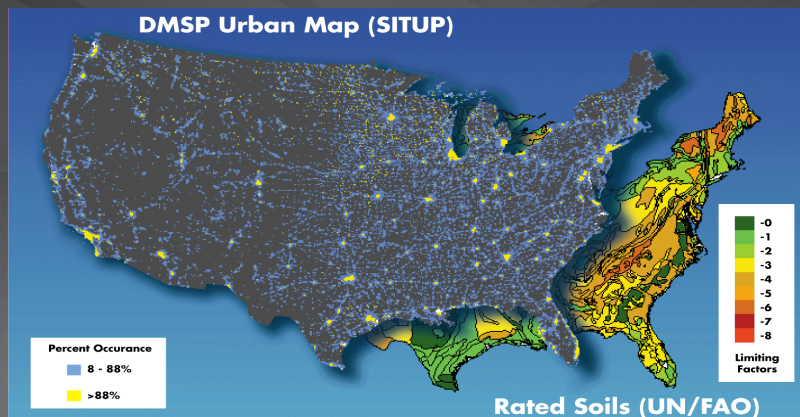 DMSP Urban Map (SITUP)
-0
-1
-2
-3
-4
-5
-6
-7
-8
Limiting
Factors
Percent Occurance
8 - 88%
>88%
Rated Soils (UN/FAO)